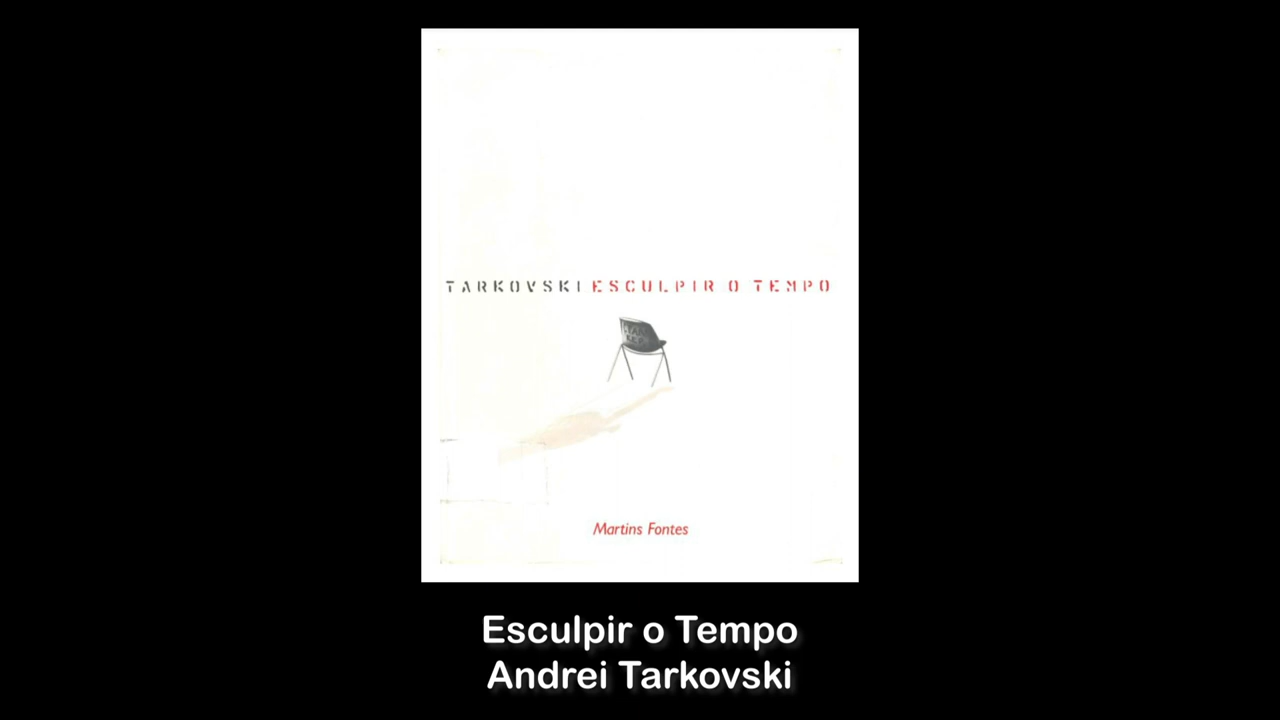 TARKOVSKI ESCULPIR O TEMPO
Martins Fontes
Esculpir o Tempo
Andrei Tarkovski